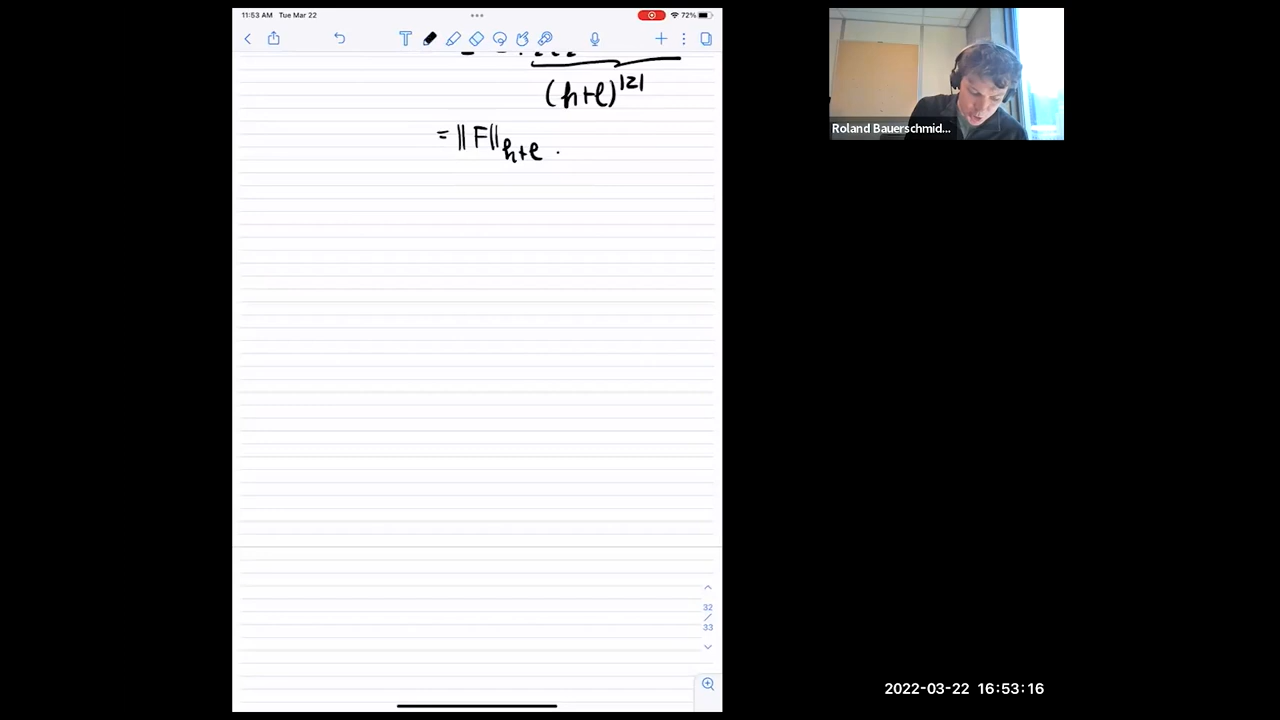 11:53 AM Tue Mar 22
72%
T
(h+ℓ)^|z|
= || F ||_{h+ℓ} .
Roland Bauerschmid...
32
/
33
2022-03-22 16:53:16